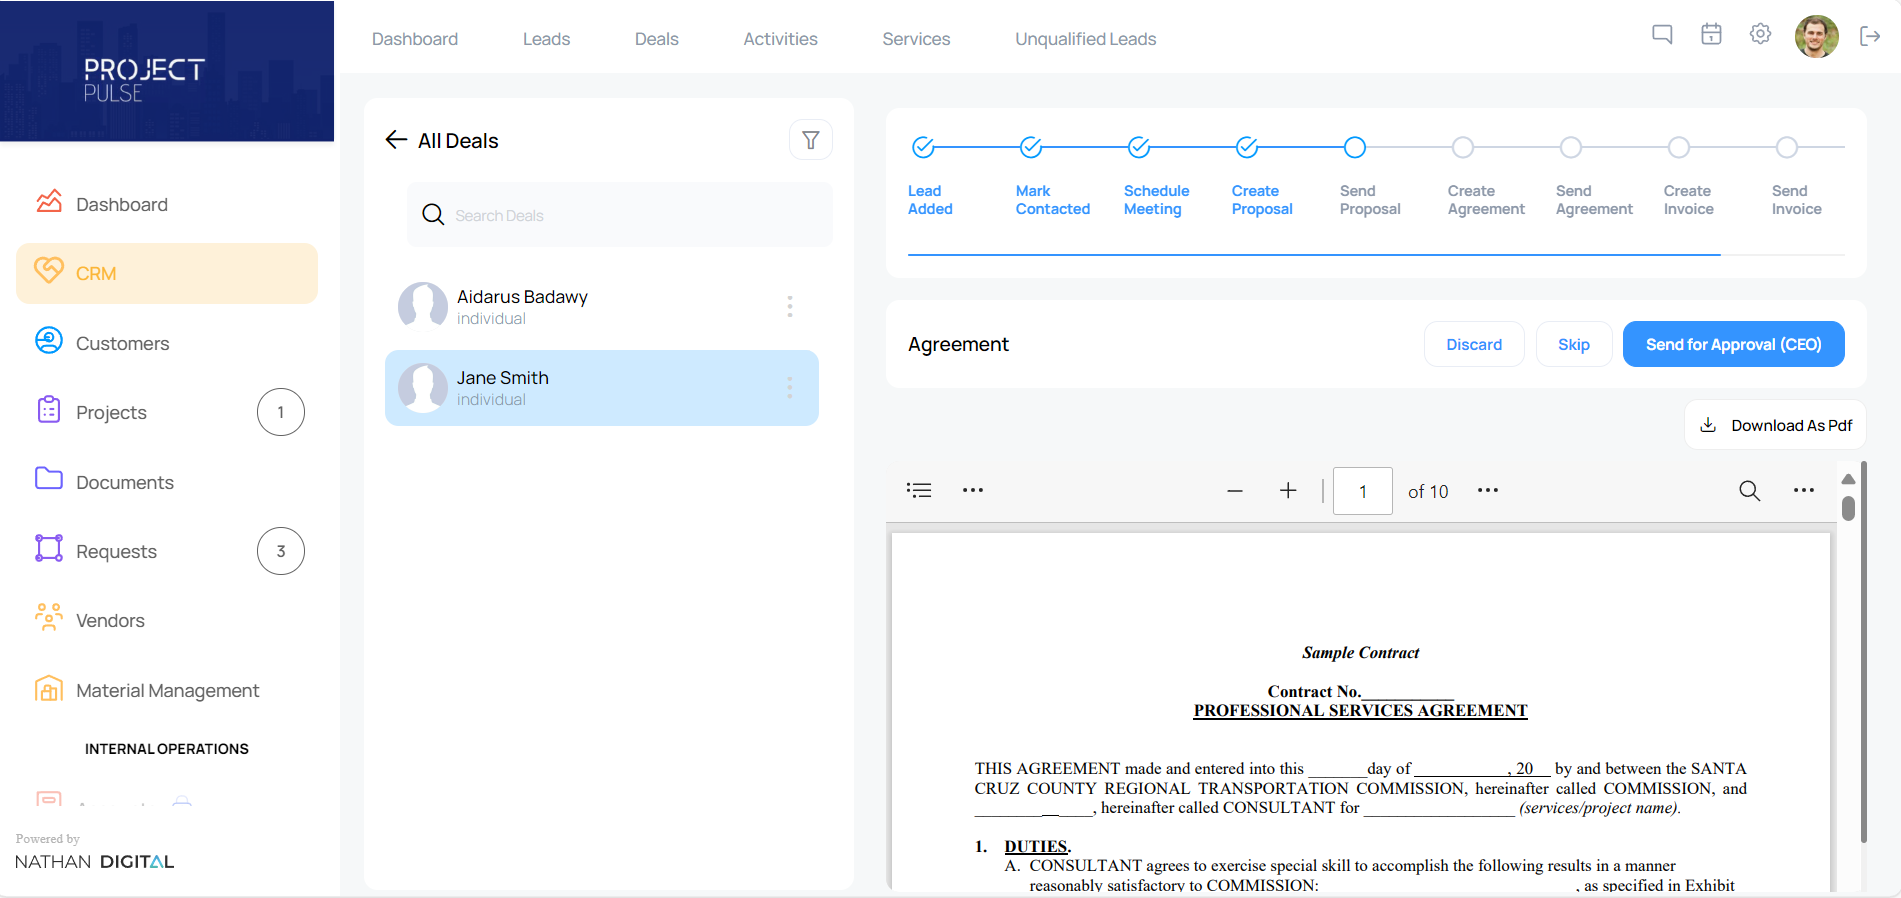 PROJECT
PULSE
Dashboard
Leads
Deals
Activities
Services
Unqualified Leads
Dashboard
CRM
Customers
Projects
1
Documents
Requests
3
Vendors
Material Management
INTERNAL OPERATIONS
Powered by
NATHAN DIGITAL
All Deals
Search Deals
Aidarus Badawy
individual
Jane Smith
individual
Lead Added
Mark Contacted
Schedule Meeting
Create Proposal
Send Proposal
Create Agreement
Send Agreement
Create Invoice
Send Invoice
Agreement
Discard
Skip
Send for Approval (CEO)
Download As Pdf
1
of 10
Sample Contract
Contract No.___________
PROFESSIONAL SERVICES AGREEMENT
THIS AGREEMENT made and entered into this _______day of ___________, 20__ by and between the SANTA
CRUZ COUNTY REGIONAL TRANSPORTATION COMMISSION, hereinafter called COMMISSION, and
______________, hereinafter called CONSULTANT for __________________ (services/project name).
1. DUTIES.
A. CONSULTANT agrees to exercise special skill to accomplish the following results in a manner
reasonably satisfactory to COMMISSION: , as specified in Exhibit